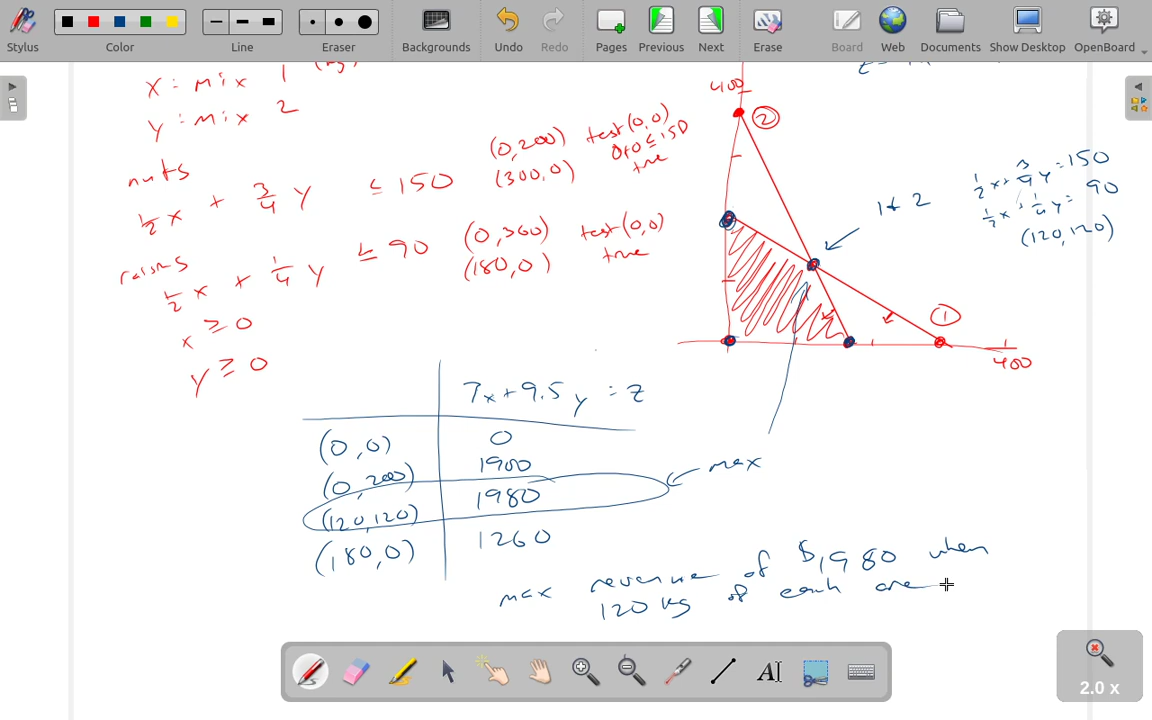 Stylus
Color
Line
Eraser
Backgrounds
Undo
Redo
Pages
Previous
Next
Erase
Board
Web
Documents
Show Desktop
OpenBoard
x = mix 1 (kg)
y = mix 2
nuts
1/2 x + 3/4 y ≤ 150
(0,200)
(300,0)
test (0,0)
0+0 ≤ 150
true
raisins
1/2 x + 1/4 y ≤ 90
(0,360)
(180,0)
test (0,0)
true
x ≥ 0
y ≥ 0
400
②
①
400
1 & 2
1/2 x + 3/4 y = 150
1/2 x + 1/4 y = 90
(120,120)
7x + 9.5y = z
(0,0) 0
(0,200) 1900
(120,120) 1980
(180,0) 1260
max
max revenue of $1980 when
120 kg of each are
2.0 x